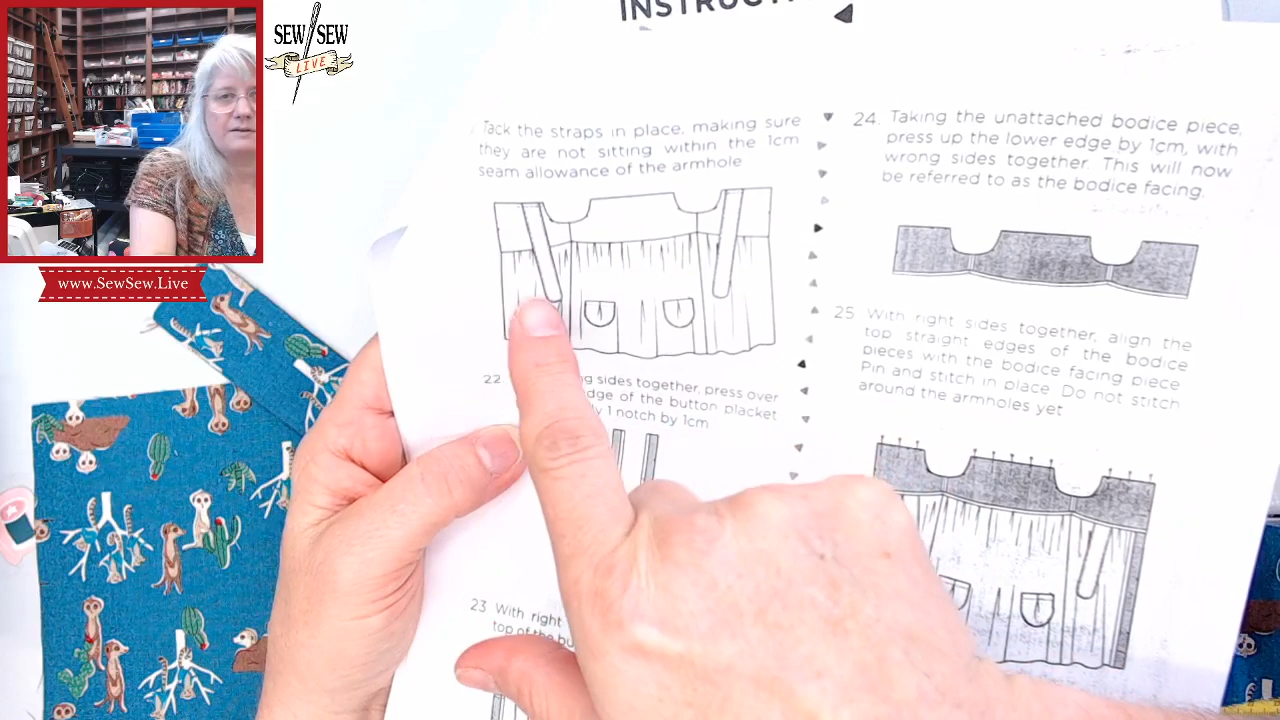 SEW SEW
LIVE
www.SewSew.Live
Tack the straps in place, making sure
they are not sitting within the 1cm
seam allowance of the armhole
22
g sides together, press over
dge of the button placket
1 notch by 1cm
23 With right
top of the bu
24. Taking the unattached bodice piece,
press up the lower edge by 1cm, with
wrong sides together. This will now
be referred to as the bodice facing.
25 With right sides together, align the
top straight edges of the bodice
pieces with the bodice facing piece
Pin and stitch in place Do not stitch
around the armholes yet